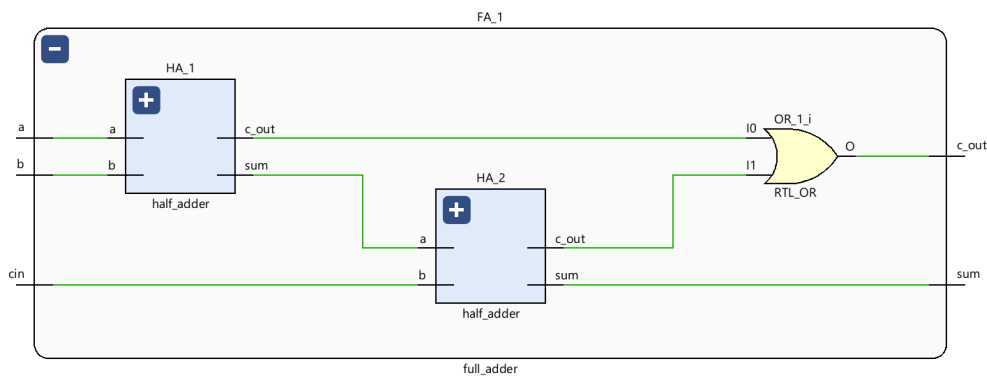 FA_1
HA_1
a
a
c_out
b
b
sum
half_adder
HA_2
a
c_out
cin
b
sum
half_adder
OR_1_i
I0
I1
O
RTL_OR
c_out
sum
full_adder